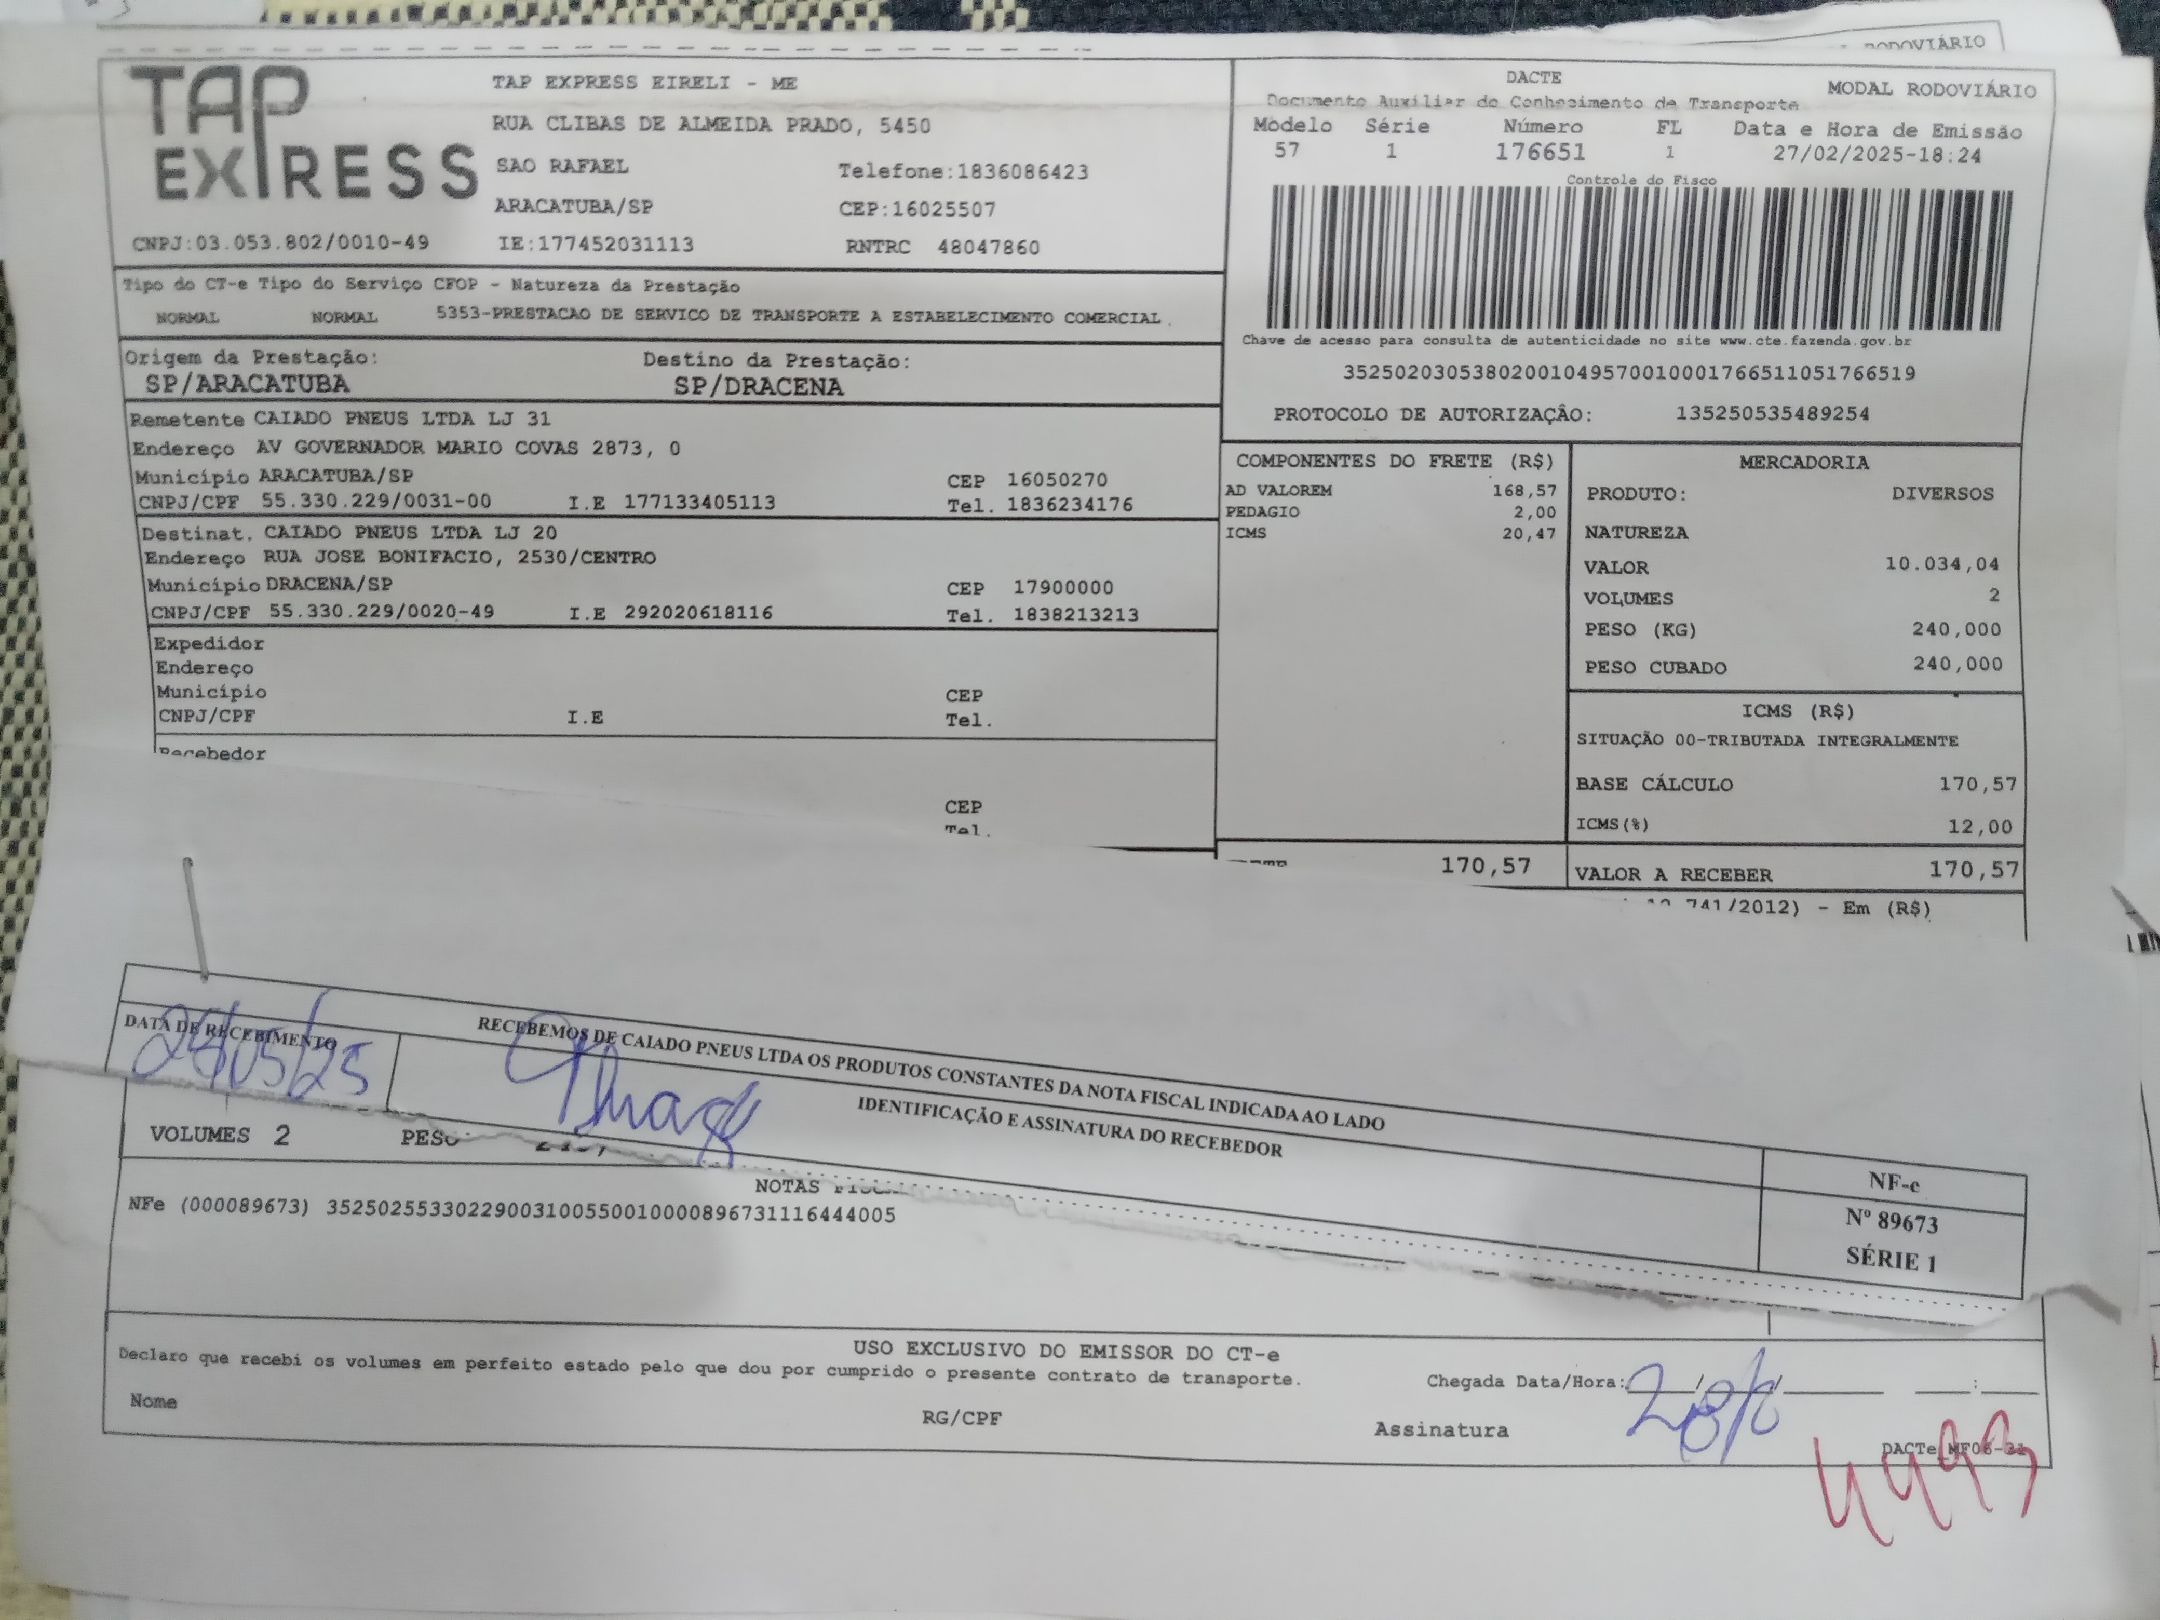 RODOVIÁRIO
TAP EXPRESS
TAP EXPRESS EIRELI - ME
RUA CLIBAS DE ALMEIDA PRADO, 5450
SAO RAFAEL Telefone:1836086423
ARACATUBA/SP CEP:16025507
CNPJ:03.053.802/0010-49 IE:177452031113 RNTRC 48047860
DACTE MODAL RODOVIÁRIO
Documento Auxiliar do Conhecimento de Transporte
Modelo Série Número FL Data e Hora de Emissão
57 1 176651 1 27/02/2025-18:24
Controle do Fisco
Chave de acesso para consulta de autenticidade no site www.cte.fazenda.gov.br
35250203053802001049570010001766511051766519
PROTOCOLO DE AUTORIZAÇÃO: 135250535489254
Tipo do CT-e Tipo do Serviço CFOP - Natureza da Prestação
NORMAL NORMAL 5353-PRESTACAO DE SERVICO DE TRANSPORTE A ESTABELECIMENTO COMERCIAL
Origem da Prestação: Destino da Prestação:
SP/ARACATUBA SP/DRACENA
Remetente CAIADO PNEUS LTDA LJ 31
Endereço AV GOVERNADOR MARIO COVAS 2873, 0
Município ARACATUBA/SP CEP 16050270
CNPJ/CPF 55.330.229/0031-00 I.E 177133405113 Tel. 1836234176
Destinat. CAIADO PNEUS LTDA LJ 20
Endereço RUA JOSE BONIFACIO, 2530/CENTRO
Município DRACENA/SP CEP 17900000
CNPJ/CPF 55.330.229/0020-49 I.E 292020618116 Tel. 1838213213
Expedidor
Endereço
Município CEP
CNPJ/CPF I.E Tel.
Recebedor
CEP
Tel.
COMPONENTES DO FRETE (R$)
AD VALOREM 168,57
PEDAGIO 2,00
ICMS 20,47
170,57
MERCADORIA
PRODUTO: DIVERSOS
NATUREZA
VALOR 10.034,04
VOLUMES 2
PESO (KG) 240,000
PESO CUBADO 240,000
ICMS (R$)
SITUAÇÃO 00-TRIBUTADA INTEGRALMENTE
BASE CÁLCULO 170,57
ICMS(%) 12,00
VALOR A RECEBER 170,57
741/2012) - Em (R$)
RECEBEMOS DE CAIADO PNEUS LTDA OS PRODUTOS CONSTANTES DA NOTA FISCAL INDICADA AO LADO
DATA DE RECEBIMENTO
IDENTIFICAÇÃO E ASSINATURA DO RECEBEDOR
NF-e
Nº 89673
SÉRIE 1
VOLUMES 2 PESO
NOTAS
NFe (000089673) 35250255330229003100550010000896731116444005
USO EXCLUSIVO DO EMISSOR DO CT-e
Declaro que recebi os volumes em perfeito estado pelo que dou por cumprido o presente contrato de transporte.
Chegada Data/Hora:
Nome RG/CPF Assinatura
DACTe
4993